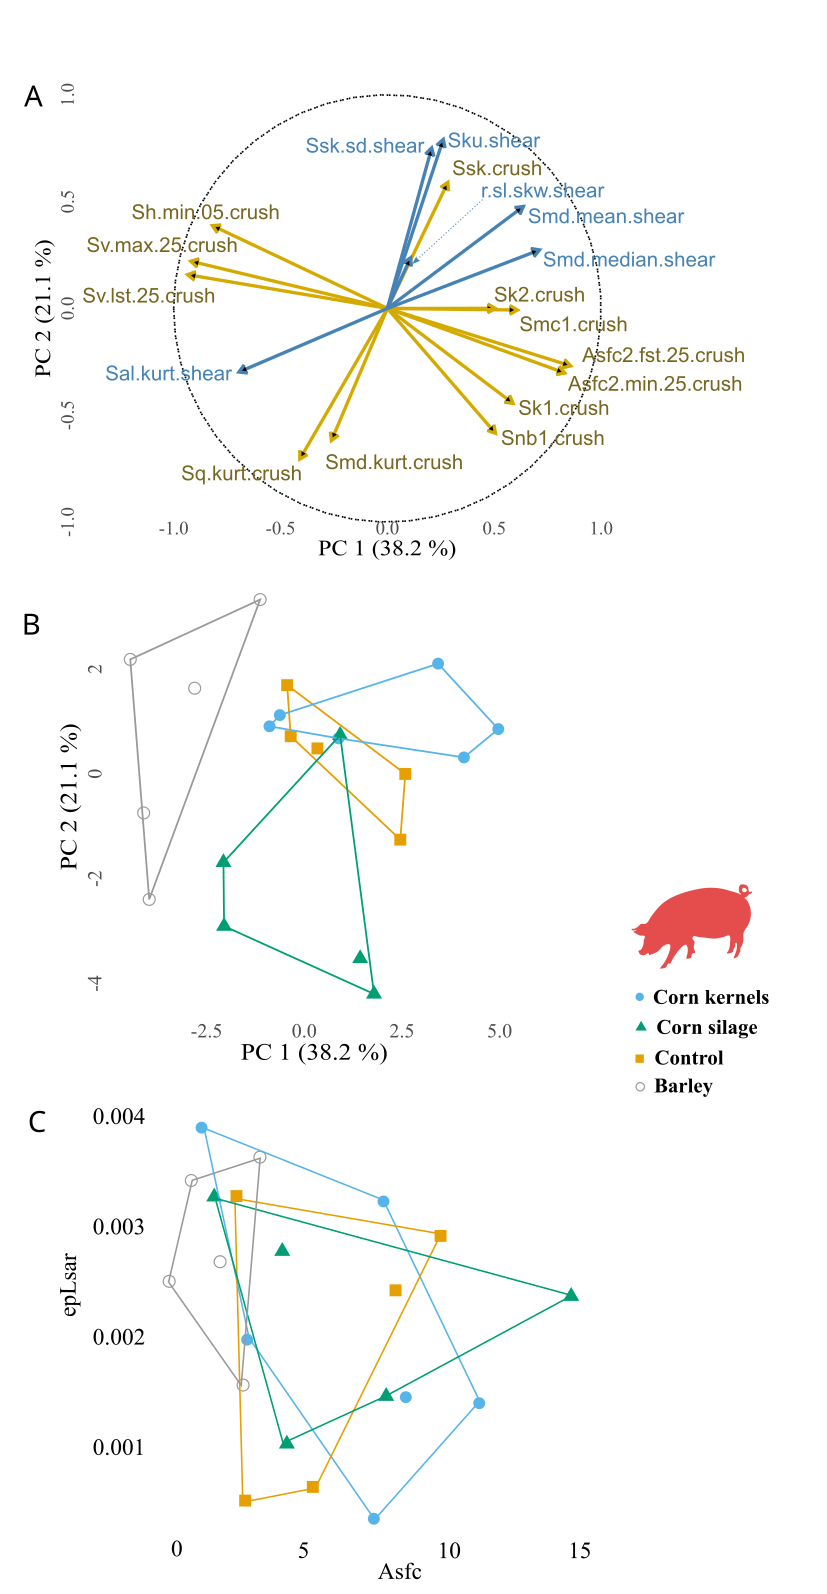 A
1.0
0.5
0.0
-0.5
-1.0
PC 2 (21.1 %)
Ssk.sd.shear
Sku.shear
Ssk.crush
r.sl.skw.shear
Sh.min.05.crush
Smd.mean.shear
Sv.max.25.crush
Smd.median.shear
Sv.lst.25.crush
Sk2.crush
Smc1.crush
Asfc2.fst.25.crush
Sal.kurt.shear
Asfc2.min.25.crush
Sk1.crush
Snb1.crush
Smd.kurt.crush
Sq.kurt.crush
-1.0 -0.5 0.0 0.5 1.0
PC 1 (38.2 %)
B
2
0
-2
-4
PC 2 (21.1 %)
-2.5 0.0 2.5 5.0
PC 1 (38.2 %)
Corn kernels
Corn silage
Control
Barley
C
0.004
0.003
0.002
0.001
epLsar
0 5 10 15
Asfc